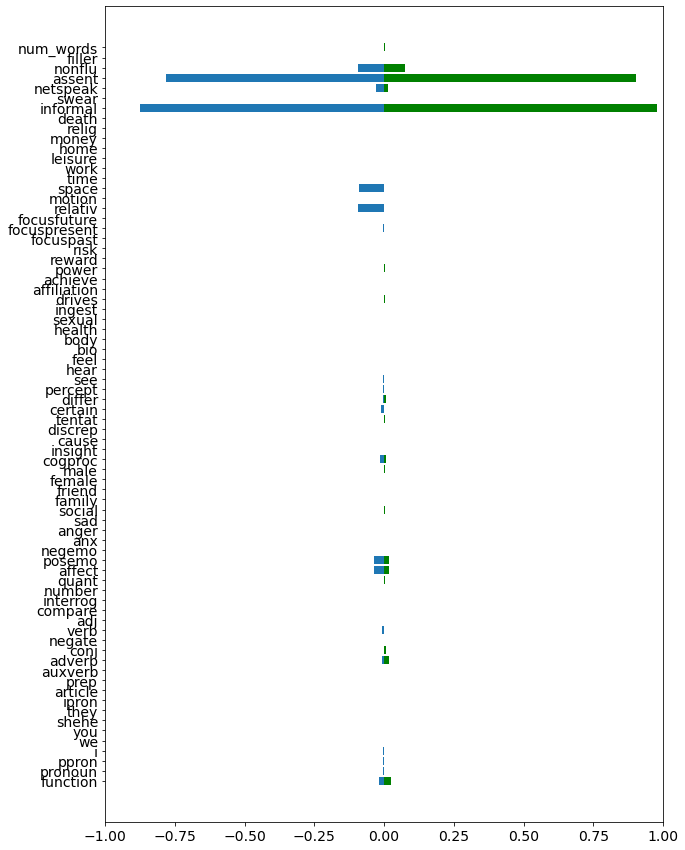 num_words
filler
nonflu
assent
netspeak
swear
informal
death
relig
money
home
leisure
work
time
space
motion
relativ
focusfuture
focuspresent
focuspast
risk
reward
power
achieve
affiliation
drives
ingest
sexual
health
body
bio
feel
hear
see
percept
differ
certain
tentat
discrep
cause
insight
cogproc
male
female
friend
family
social
sad
anger
anx
negemo
posemo
affect
quant
number
interrog
compare
adj
verb
negate
conj
adverb
auxverb
prep
article
ipron
they
shehe
you
we
i
ppron
pronoun
function
−1.00 −0.75 −0.50 −0.25 0.00 0.25 0.50 0.75 1.00